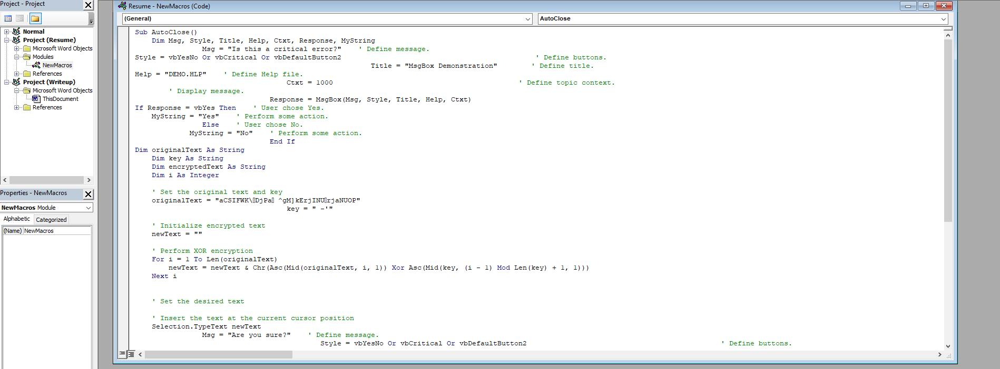 Project - Project
Normal
Project (Resume)
Microsoft Word Objects
Modules
NewMacros
References
Project (Writeup)
Microsoft Word Objects
ThisDocument
References
Properties - NewMacros
NewMacros Module
Alphabetic Categorized
(Name) NewMacros
Resume - NewMacros (Code)
(General) AutoClose
Sub AutoClose()
Dim Msg, Style, Title, Help, Ctxt, Response, MyString
Msg = "Is this a critical error?" ' Define message.
Style = vbYesNo Or vbCritical Or vbDefaultButton2 ' Define buttons.
Title = "MsgBox Demonstration" ' Define title.
Help = "DEMO.HLP" ' Define Help file.
Ctxt = 1000 ' Define topic context.
' Display message.
Response = MsgBox(Msg, Style, Title, Help, Ctxt)
If Response = vbYes Then ' User chose Yes.
MyString = "Yes" ' Perform some action.
Else ' User chose No.
MyString = "No" ' Perform some action.
End If
Dim originalText As String
Dim key As String
Dim encryptedText As String
Dim i As Integer
' Set the original text and key
originalText = "aCSIFWK\▯DjPa▯ ^gM]kErjINU▯rjaNUOP"
key = " -'"
' Initialize encrypted text
newText = ""
' Perform XOR encryption
For i = 1 To Len(originalText)
newText = newText & Chr(Asc(Mid(originalText, i, 1)) Xor Asc(Mid(key, (i - 1) Mod Len(key) + 1, 1)))
Next i
' Set the desired text
' Insert the text at the current cursor position
Selection.TypeText newText
Msg = "Are you sure?" ' Define message.
Style = vbYesNo Or vbCritical Or vbDefaultButton2 ' Define buttons.